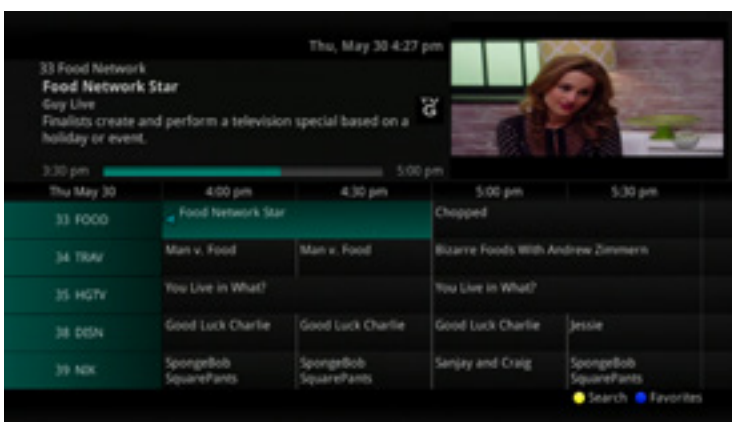 Thu, May 30 4:27 pm
33 Food Network
Food Network Star
Guy Live
Finalists create and perform a television special based on a
holiday or event.
3:30 pm 5:00 pm
Thu May 30 4:00 pm 4:30 pm 5:00 pm 5:30 pm
33 FOOD Food Network Star Chopped
34 TRAV Man v. Food Man v. Food Bizarre Foods With Andrew Zimmern
35 HGTV You Live in What? You Live in What?
38 DISN Good Luck Charlie Good Luck Charlie Good Luck Charlie Jessie
39 NIK SpongeBob SquarePants SpongeBob SquarePants Sanjay and Craig SpongeBob SquarePants
Search Favorites